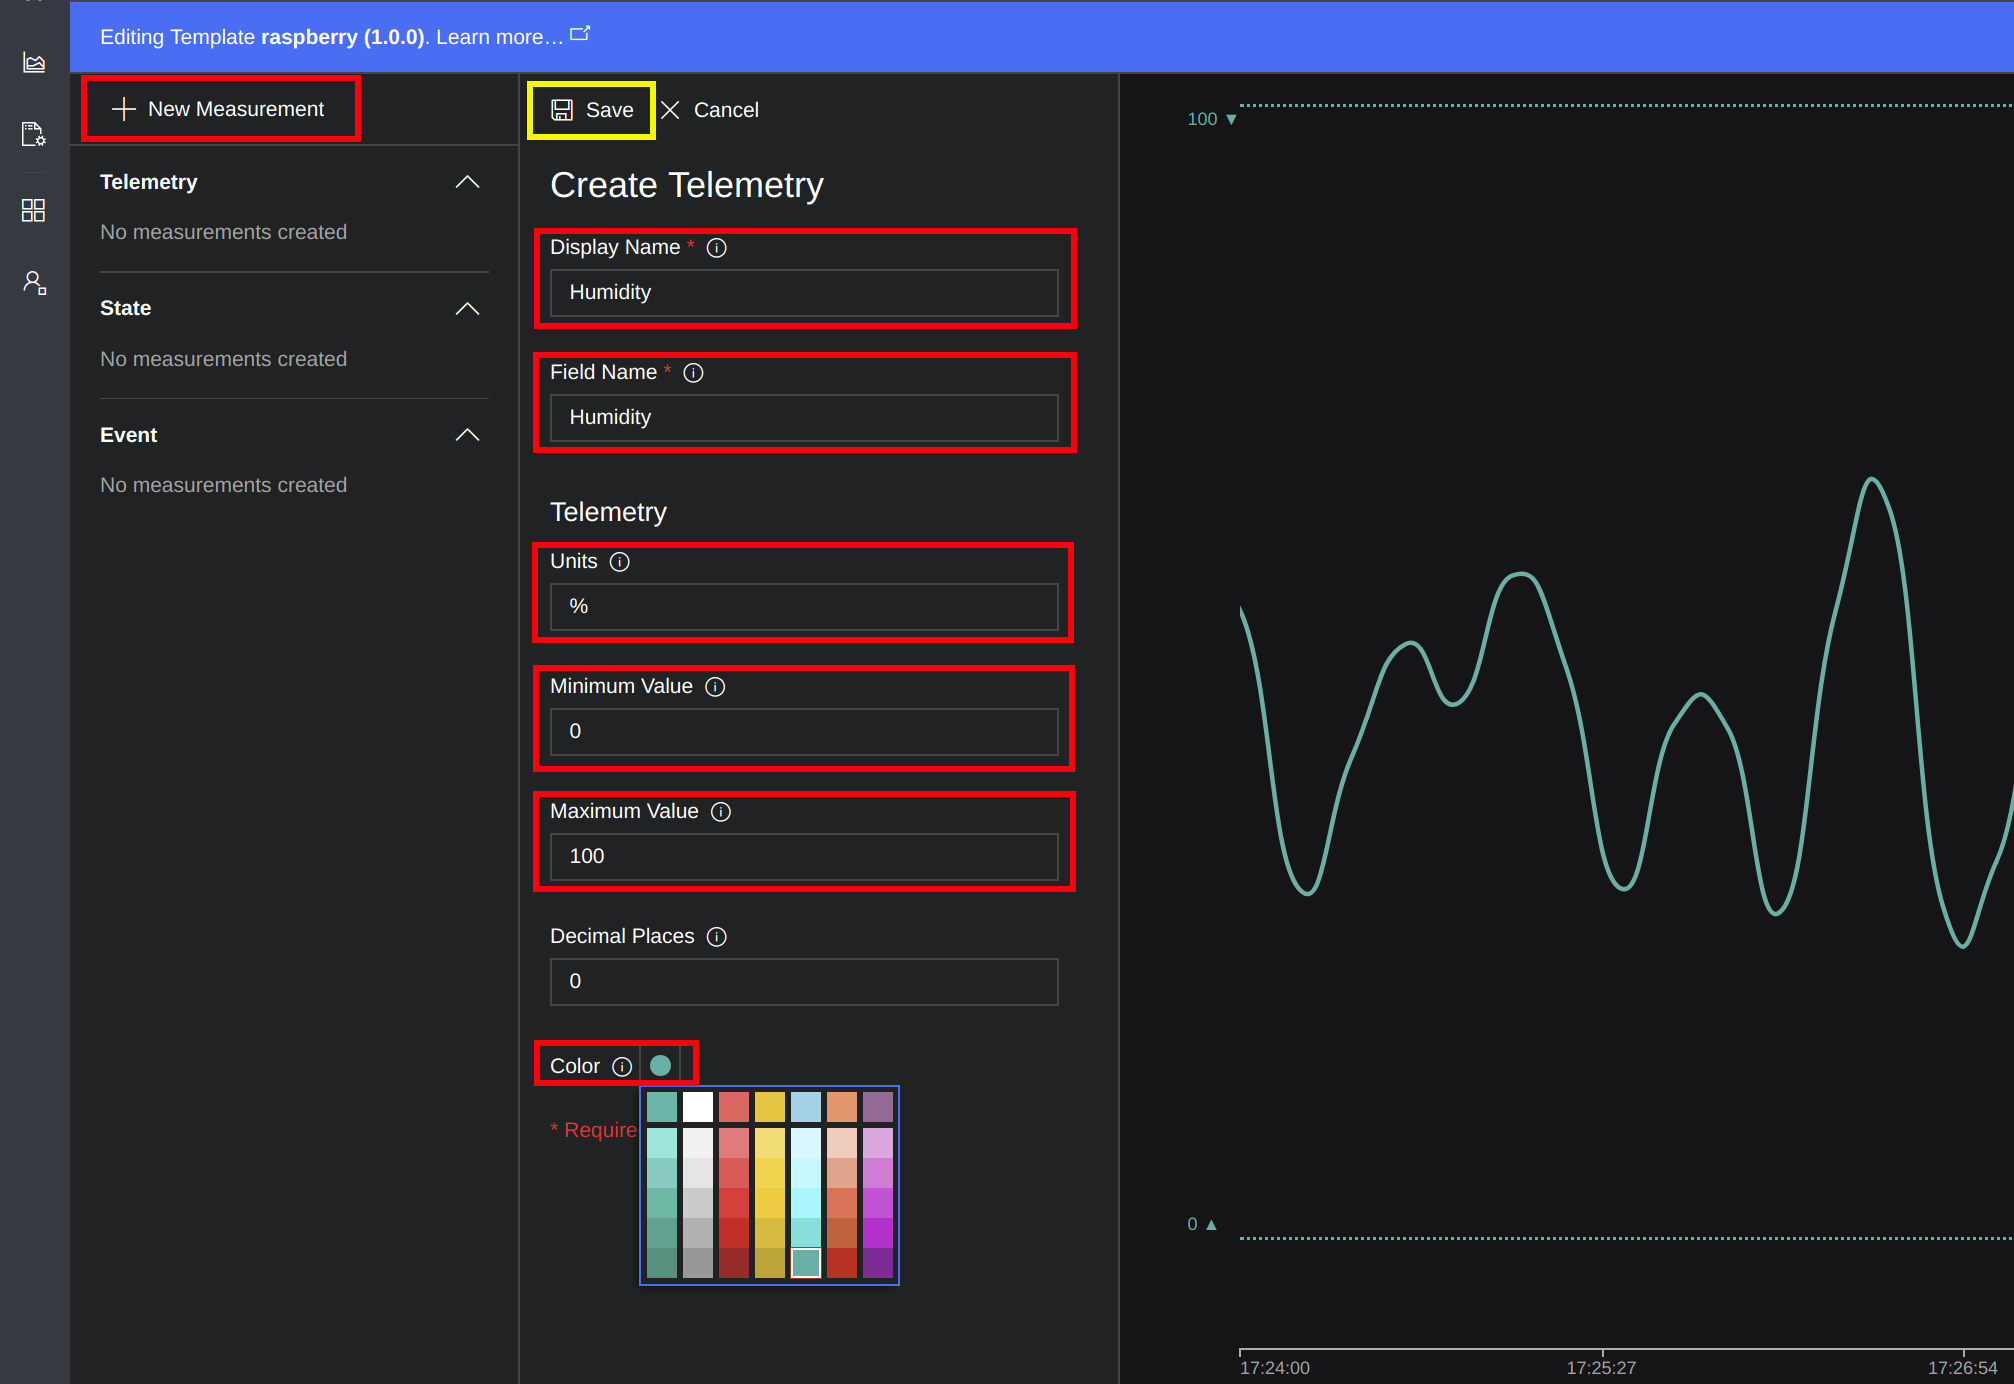 Editing Template raspberry (1.0.0). Learn more…
New Measurement
Telemetry
No measurements created
State
No measurements created
Event
No measurements created
Save
Cancel
Create Telemetry
Display Name *
Humidity
Field Name *
Humidity
Telemetry
Units
%
Minimum Value
0
Maximum Value
100
Decimal Places
0
Color
* Require
100 ▼
0 ▲
17:24:00
17:25:27
17:26:54